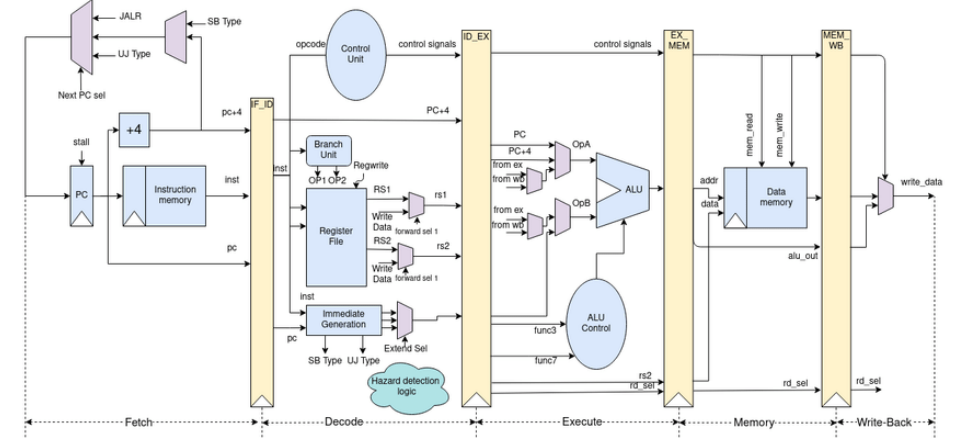 JALR
SB Type
UJ Type
Next PC sel
stall
PC
+4
Instruction
memory
pc+4
inst
pc
IF_ID
opcode
Control
Unit
control signals
PC+4
Branch
Unit
OP1 OP2
Regwrite
inst
Register
File
RS1
Write
Data
rs1
forward sel 1
RS2
Write
Data
rs2
forward sel 1
inst
pc
Immediate
Generation
SB Type
UJ Type
Extend Sel
Hazard detection
logic
ID_EX
control signals
PC
PC+4
from ex
from wb
OpA
from ex
from wb
OpB
ALU
ALU
Control
func3
func7
rs2
rd_sel
EX_
MEM
mem_read
mem_write
addr
data
Data
memory
alu_out
rd_sel
MEM_
WB
write_data
rd_sel
Fetch
Decode
Execute
Memory
Write-Back